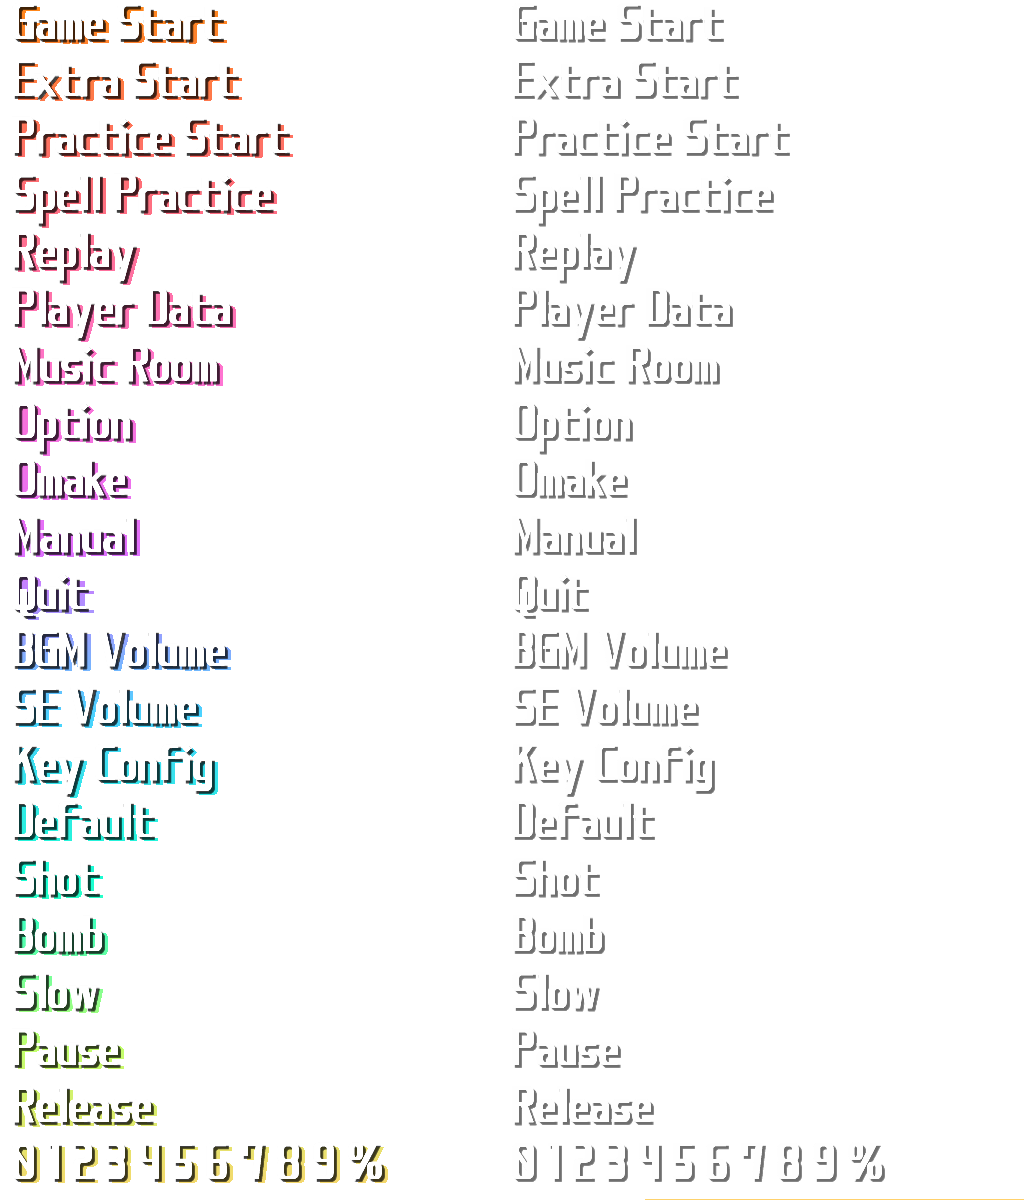 Game Start Game Start
Extra Start Extra Start
Practice Start Practice Start
Spell Practice Spell Practice
Replay Replay
Player Data Player Data
Music Room Music Room
Option Option
Omake Omake
Manual Manual
Quit Quit
BGM Volume BGM Volume
SE Volume SE Volume
Key Config Key Config
Default Default
Shot Shot
Bomb Bomb
Slow Slow
Pause Pause
Release Release
0 1 2 3 4 5 6 7 8 9 % 0 1 2 3 4 5 6 7 8 9 %